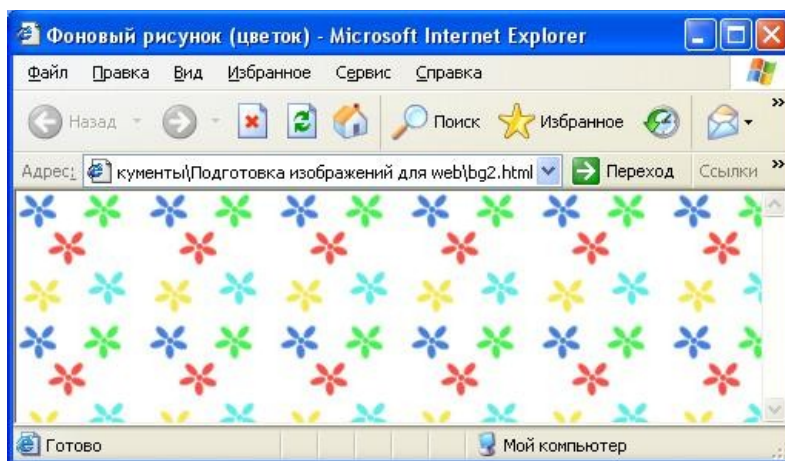 Фоновый рисунок (цветок) - Microsoft Internet Explorer
Файл Правка Вид Избранное Сервис Справка
Назад Поиск Избранное »
Адрес: кументы\Подготовка изображений для web\bg2.html Переход Ссылки »
Готово Мой компьютер